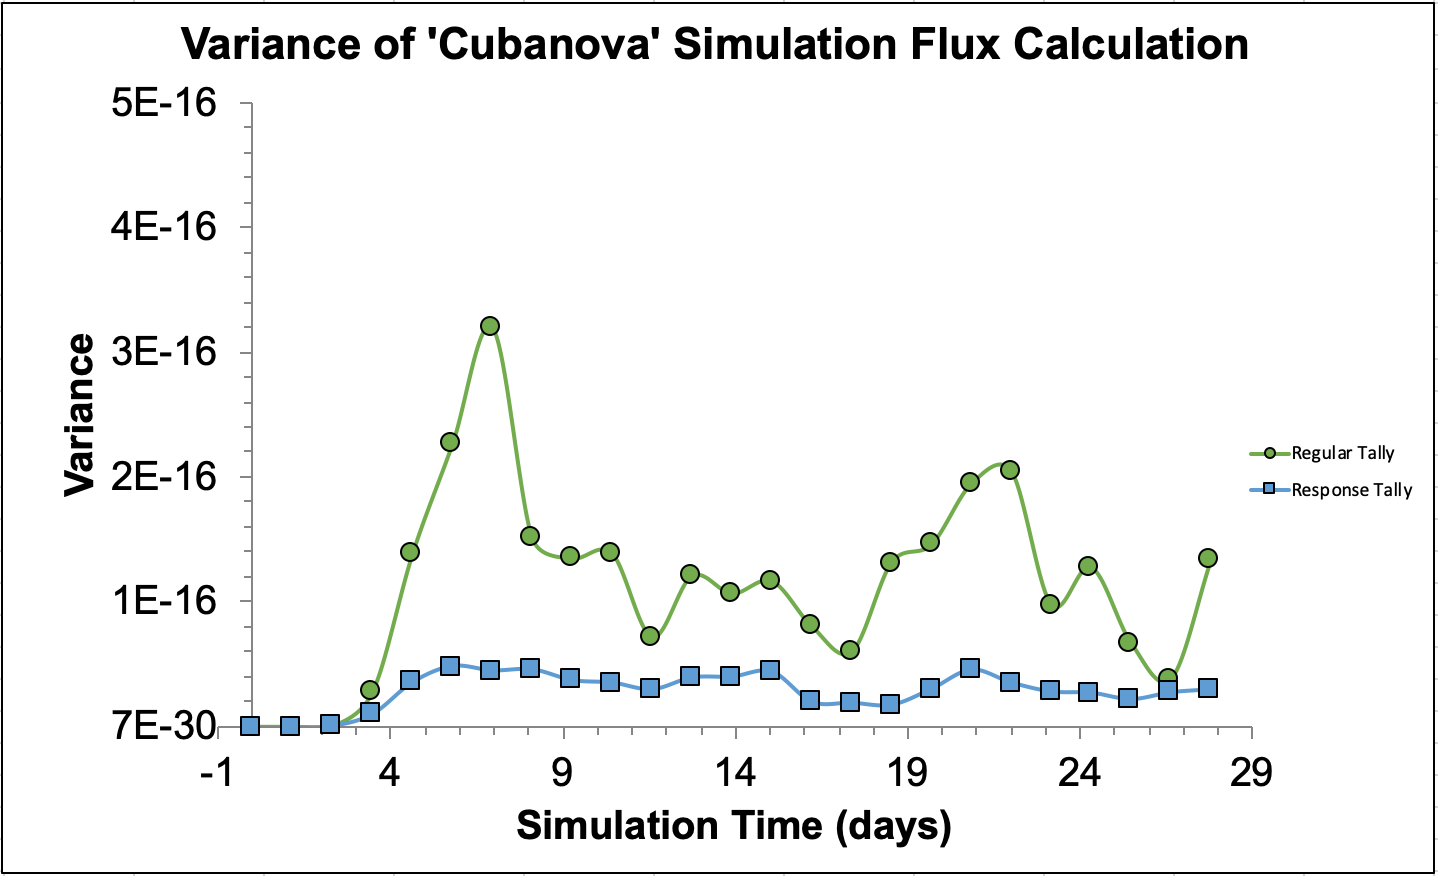 Variance of 'Cubanova' Simulation Flux Calculation
5E-16
4E-16
3E-16
2E-16
1E-16
7E-30
Variance
-1 4 9 14 19 24 29
Simulation Time (days)
Regular Tally
Response Tally